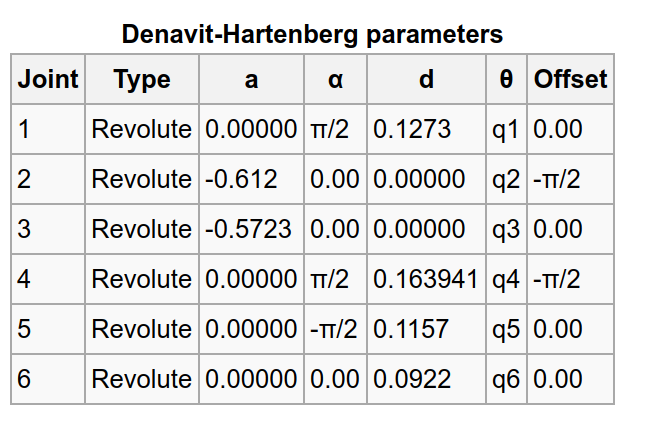 Denavit-Hartenberg parameters
Joint Type a α d θ Offset
1 Revolute 0.00000 π/2 0.1273 q1 0.00
2 Revolute -0.612 0.00 0.00000 q2 -π/2
3 Revolute -0.5723 0.00 0.00000 q3 0.00
4 Revolute 0.00000 π/2 0.163941 q4 -π/2
5 Revolute 0.00000 -π/2 0.1157 q5 0.00
6 Revolute 0.00000 0.00 0.0922 q6 0.00